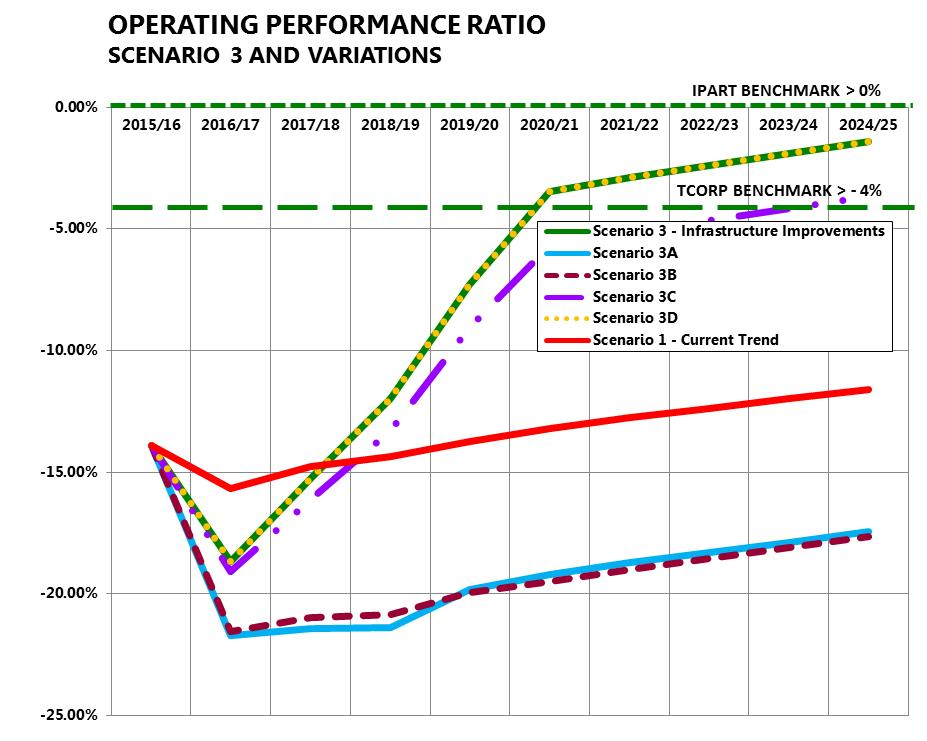 OPERATING PERFORMANCE RATIO
SCENARIO 3 AND VARIATIONS
IPART BENCHMARK > 0%
0.00%
2015/16 2016/17 2017/18 2018/19 2019/20 2020/21 2021/22 2022/23 2023/24 2024/25
TCORP BENCHMARK > - 4%
-5.00%
Scenario 3 - Infrastructure Improvements
Scenario 3A
Scenario 3B
Scenario 3C
Scenario 3D
Scenario 1 - Current Trend
-10.00%
-15.00%
-20.00%
-25.00%